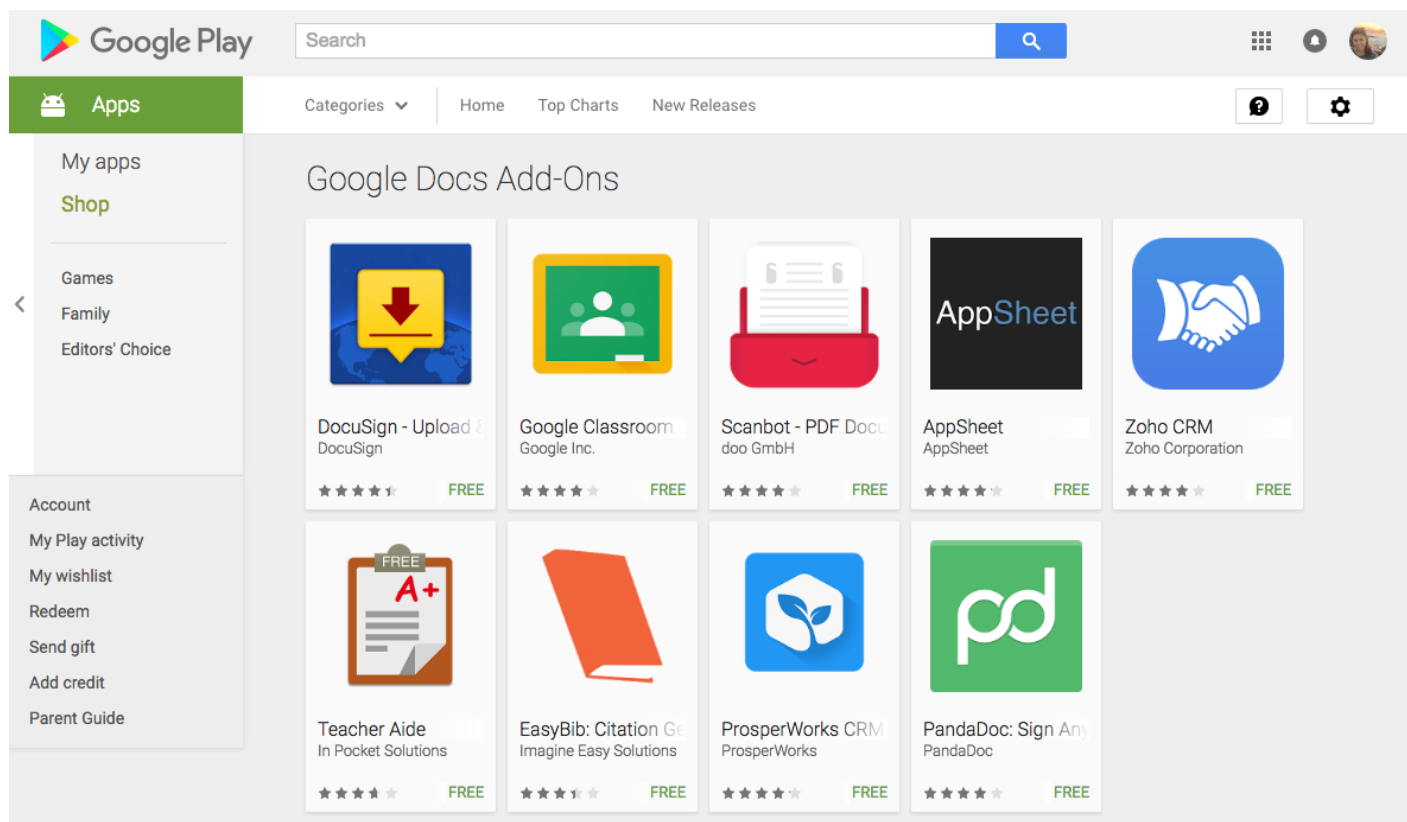 Google Play
Search
Apps
Categories
Home
Top Charts
New Releases
My apps
Shop
Games
Family
Editors' Choice
Account
My Play activity
My wishlist
Redeem
Send gift
Add credit
Parent Guide
Google Docs Add-Ons
DocuSign - Upload &
DocuSign
FREE
Google Classroom
Google Inc.
FREE
Scanbot - PDF Docu
doo GmbH
FREE
AppSheet
AppSheet
AppSheet
FREE
Zoho CRM
Zoho Corporation
FREE
FREE
A+
Teacher Aide
In Pocket Solutions
FREE
EasyBib: Citation Ge
Imagine Easy Solutions
FREE
ProsperWorks CRM
ProsperWorks
FREE
pd
PandaDoc: Sign Any
PandaDoc
FREE